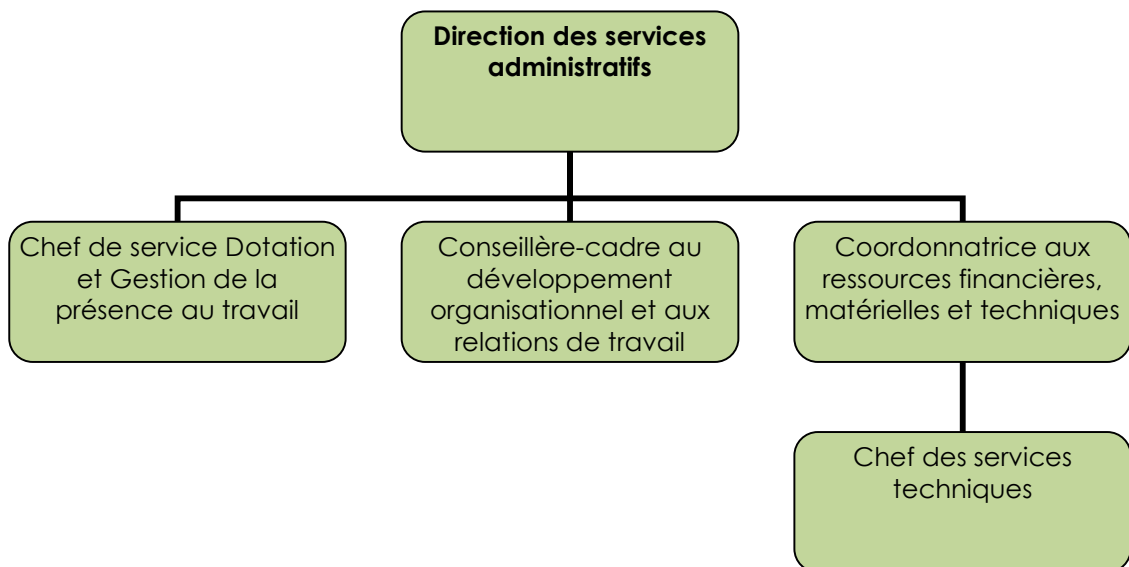 Direction des services
administratifs
Chef de service Dotation
et Gestion de la
présence au travail
Conseillère-cadre au
développement
organisationnel et aux
relations de travail
Coordonnatrice aux
ressources financières,
matérielles et techniques
Chef des services
techniques